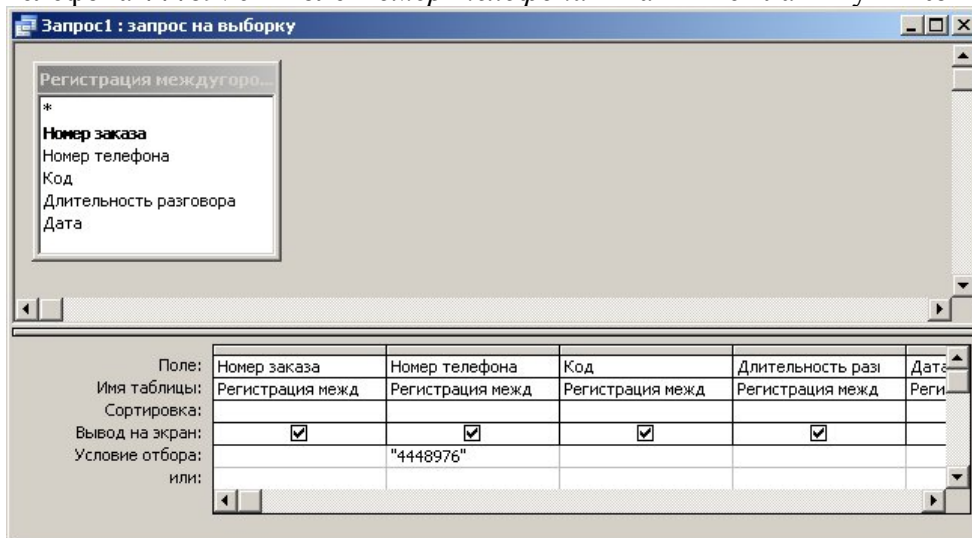 Запрос1 : запрос на выборку
Регистрация междугоро...
*
Номер заказа
Номер телефона
Код
Длительность разговора
Дата
Поле: Номер заказа Номер телефона Код Длительность разі Дата
Имя таблицы: Регистрация межд Регистрация межд Регистрация межд Регистрация межд Реги
Сортировка:
Вывод на экран:
Условие отбора: "4448976"
или: